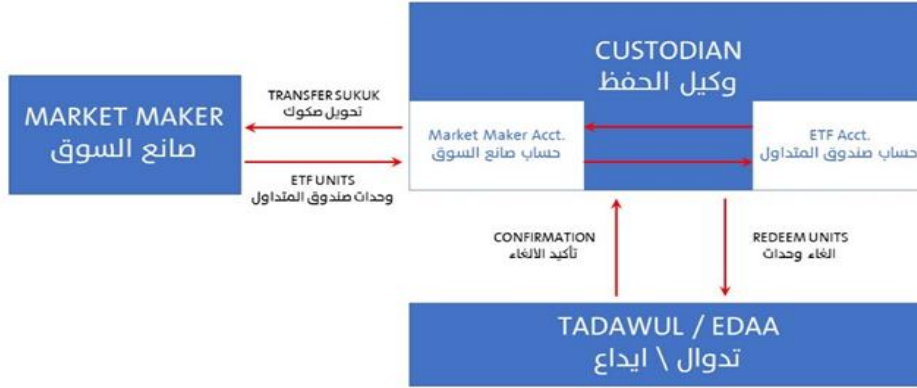 CUSTODIAN
وكيل الحفظ
MARKET MAKER
صانع السوق
TRANSFER SUKUK
تحويل صكوك
ETF UNITS
وحدات صندوق المتداول
Market Maker Acct.
حساب صانع السوق
ETF Acct.
حساب صندوق المتداول
CONFIRMATION
تأكيد الالغاء
REDEEM UNITS
الغاء وحدات
TADAWUL / EDAA
تدوال \ ايداع